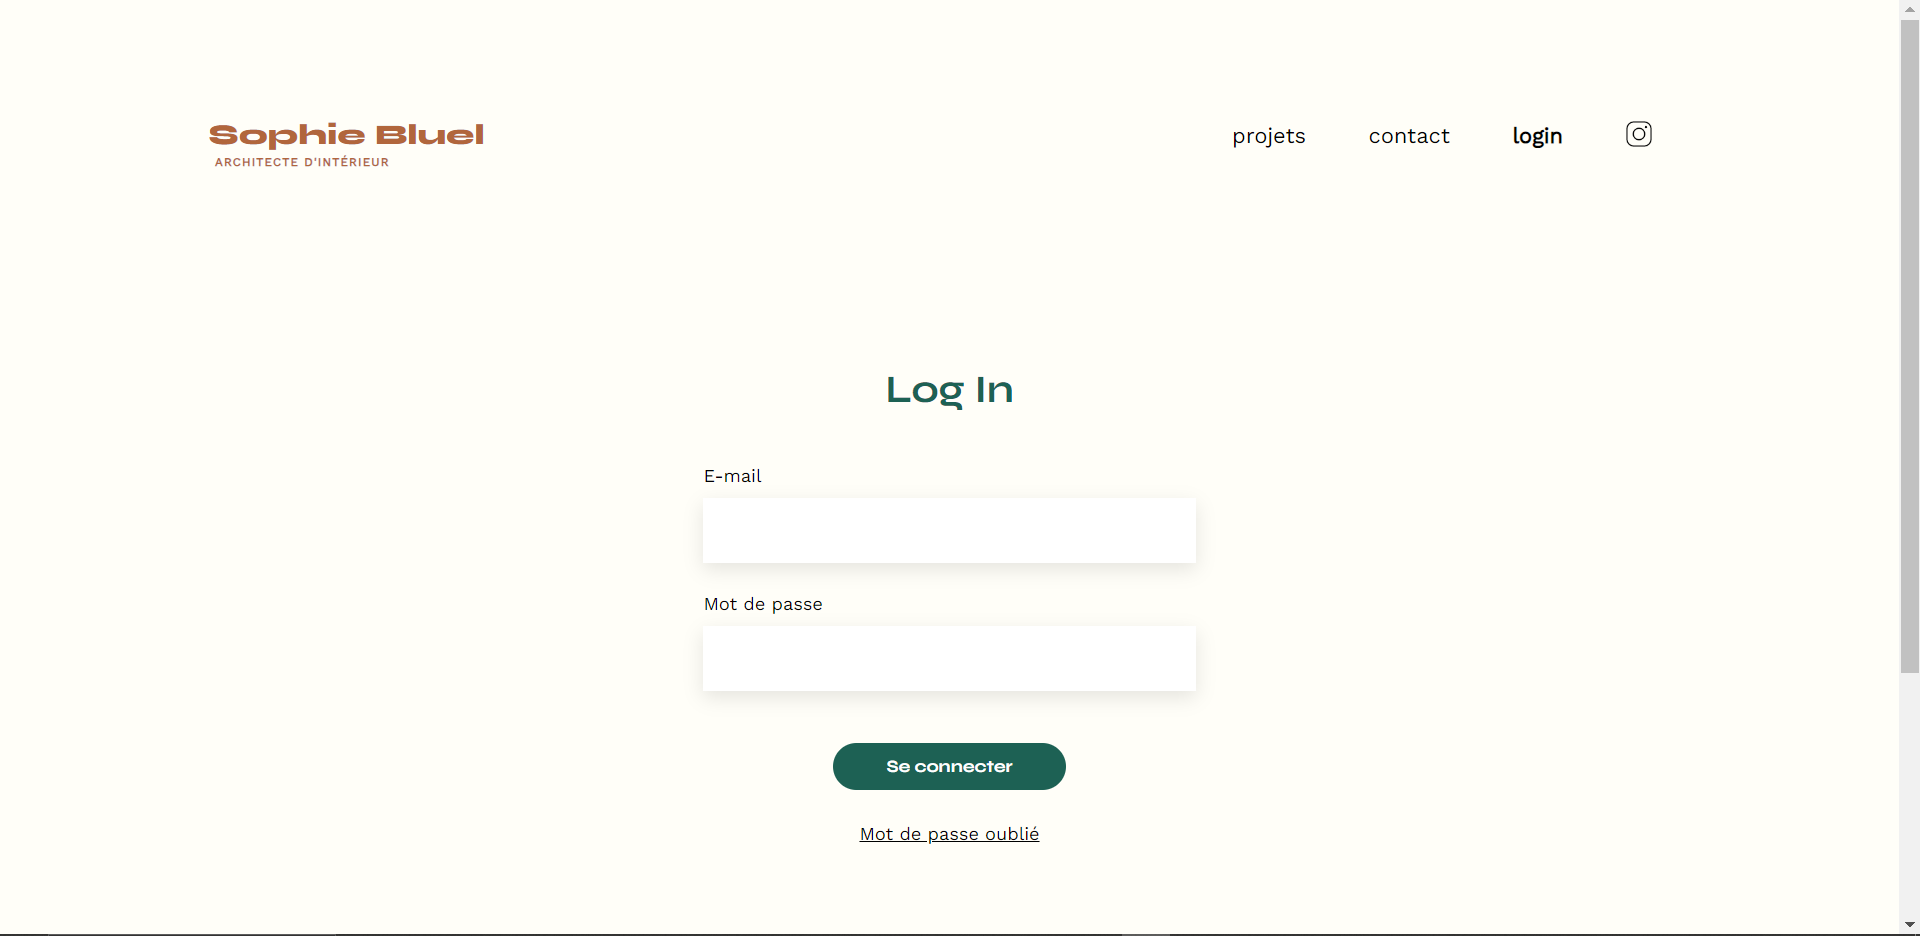 Sophie Bluel
ARCHITECTE D'INTÉRIEUR
projets
contact
login
Log In
E-mail
Mot de passe
Se connecter
Mot de passe oublié